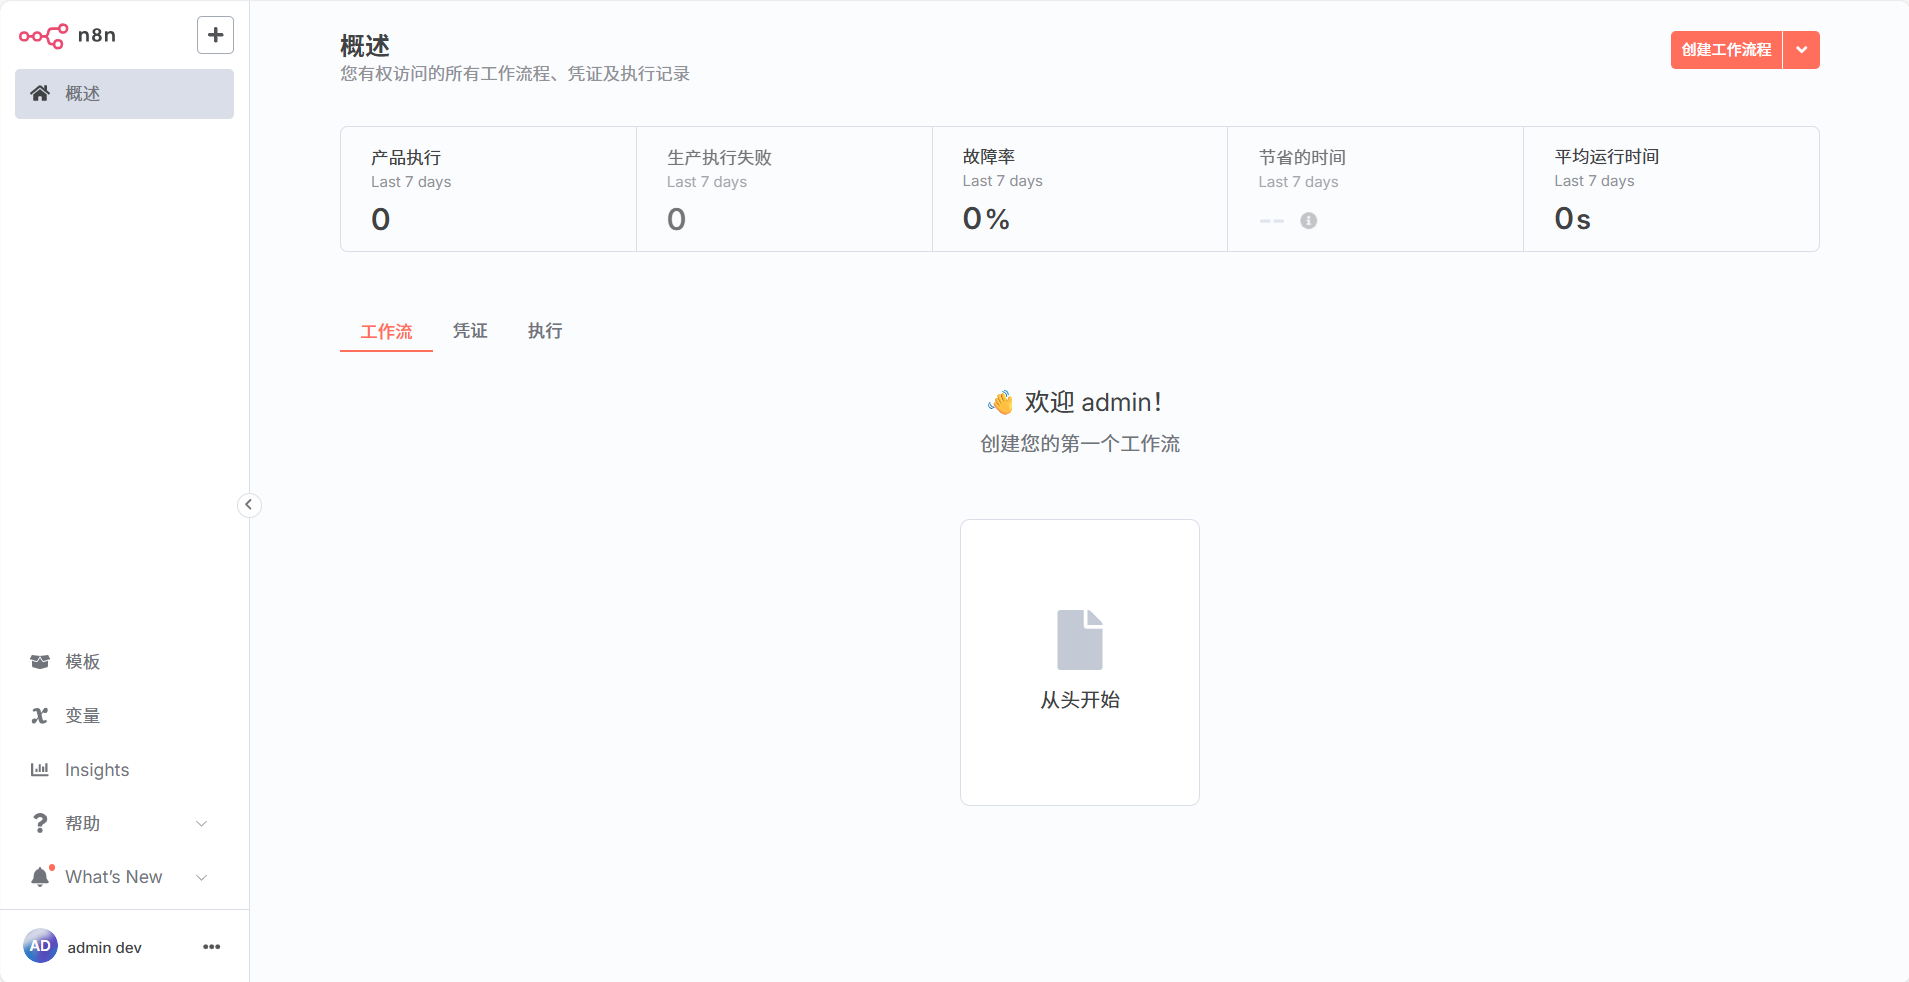 n8n
概述
模板
变量
Insights
帮助
What's New
AD
admin dev
概述
您有权访问的所有工作流程、凭证及执行记录
创建工作流程
产品执行
Last 7 days
0
生产执行失败
Last 7 days
0
故障率
Last 7 days
0%
节省的时间
Last 7 days
--
平均运行时间
Last 7 days
0s
工作流
凭证
执行
👋 欢迎 admin!
创建您的第一个工作流
从头开始